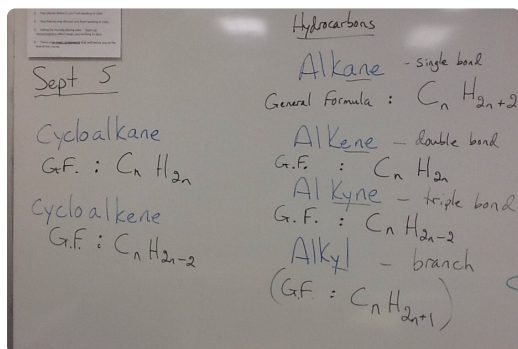 Sept 5
Cycloalkane
G.F. : CₙH₂ₙ
Cycloalkene
G.F : CₙH₂ₙ₋₂
Hydrocarbons
Alkane - single bond
General Formula : CₙH₂ₙ₊₂
Alkene - double bond
G.F. : CₙH₂ₙ
Alkyne - triple bond
G.F. : CₙH₂ₙ₋₂
Alkyl - branch
(G.F. : CₙH₂ₙ₊₁)